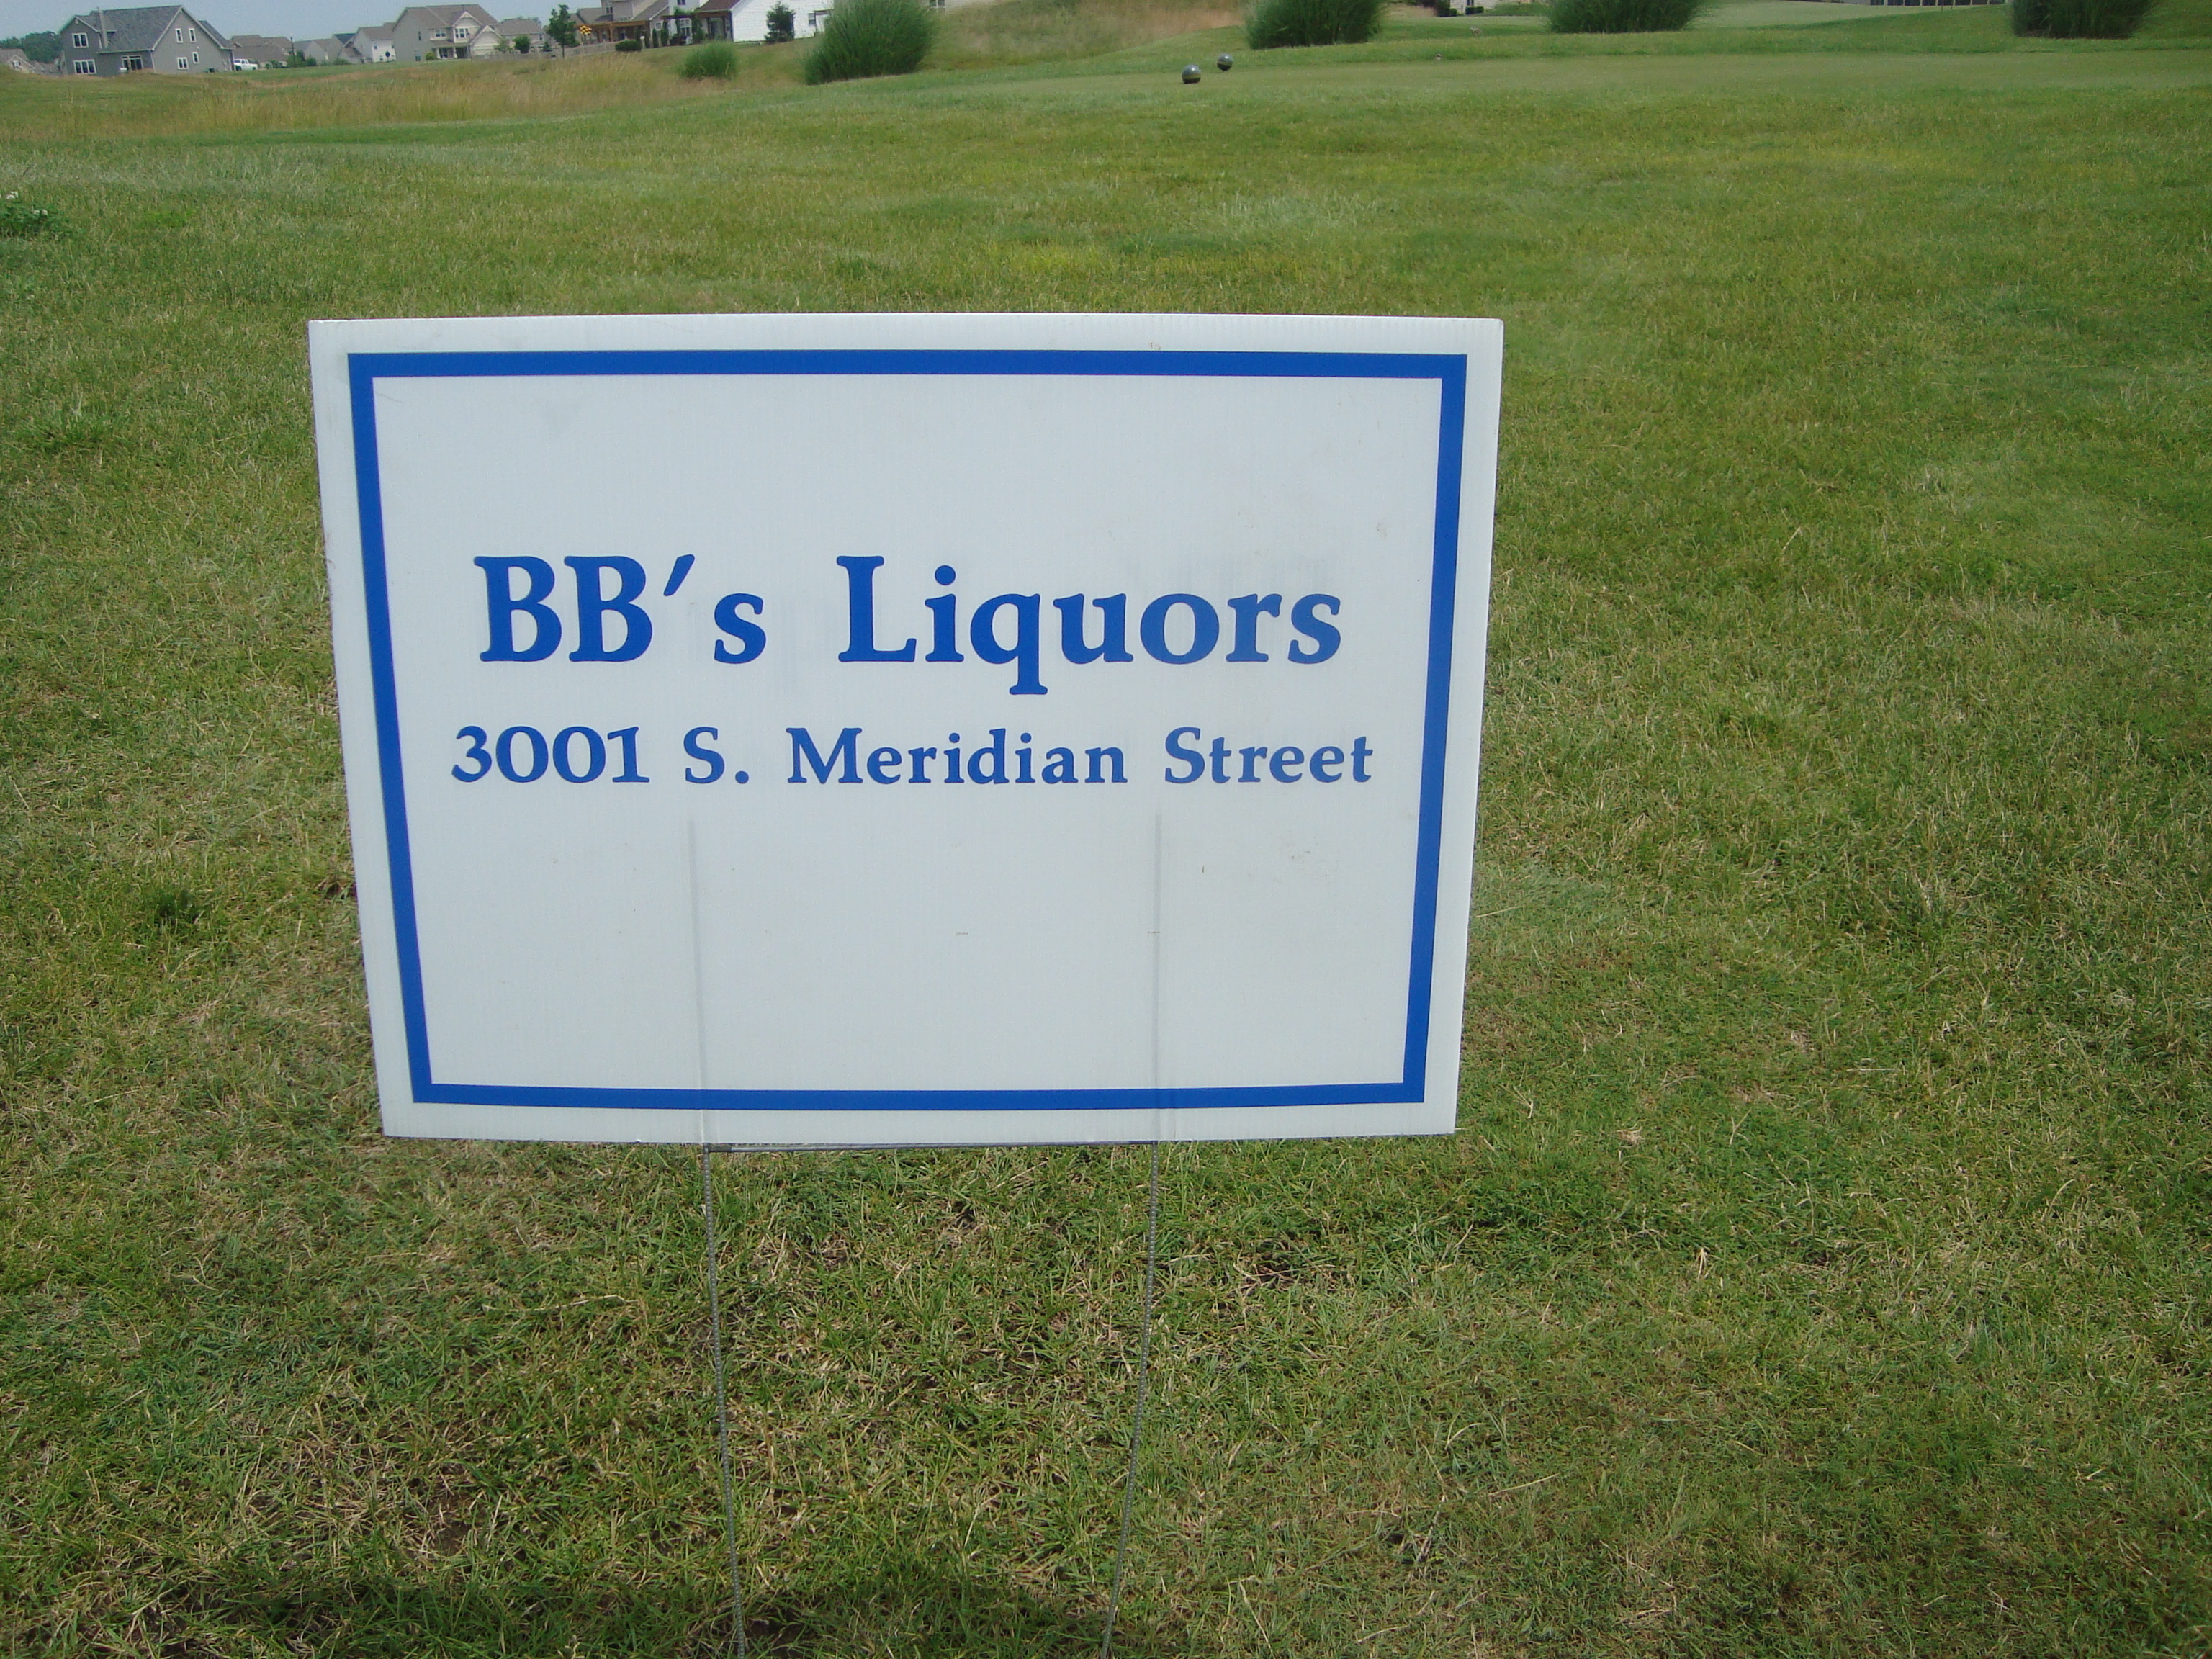 BB's Liquors
3001 S. Meridian Street